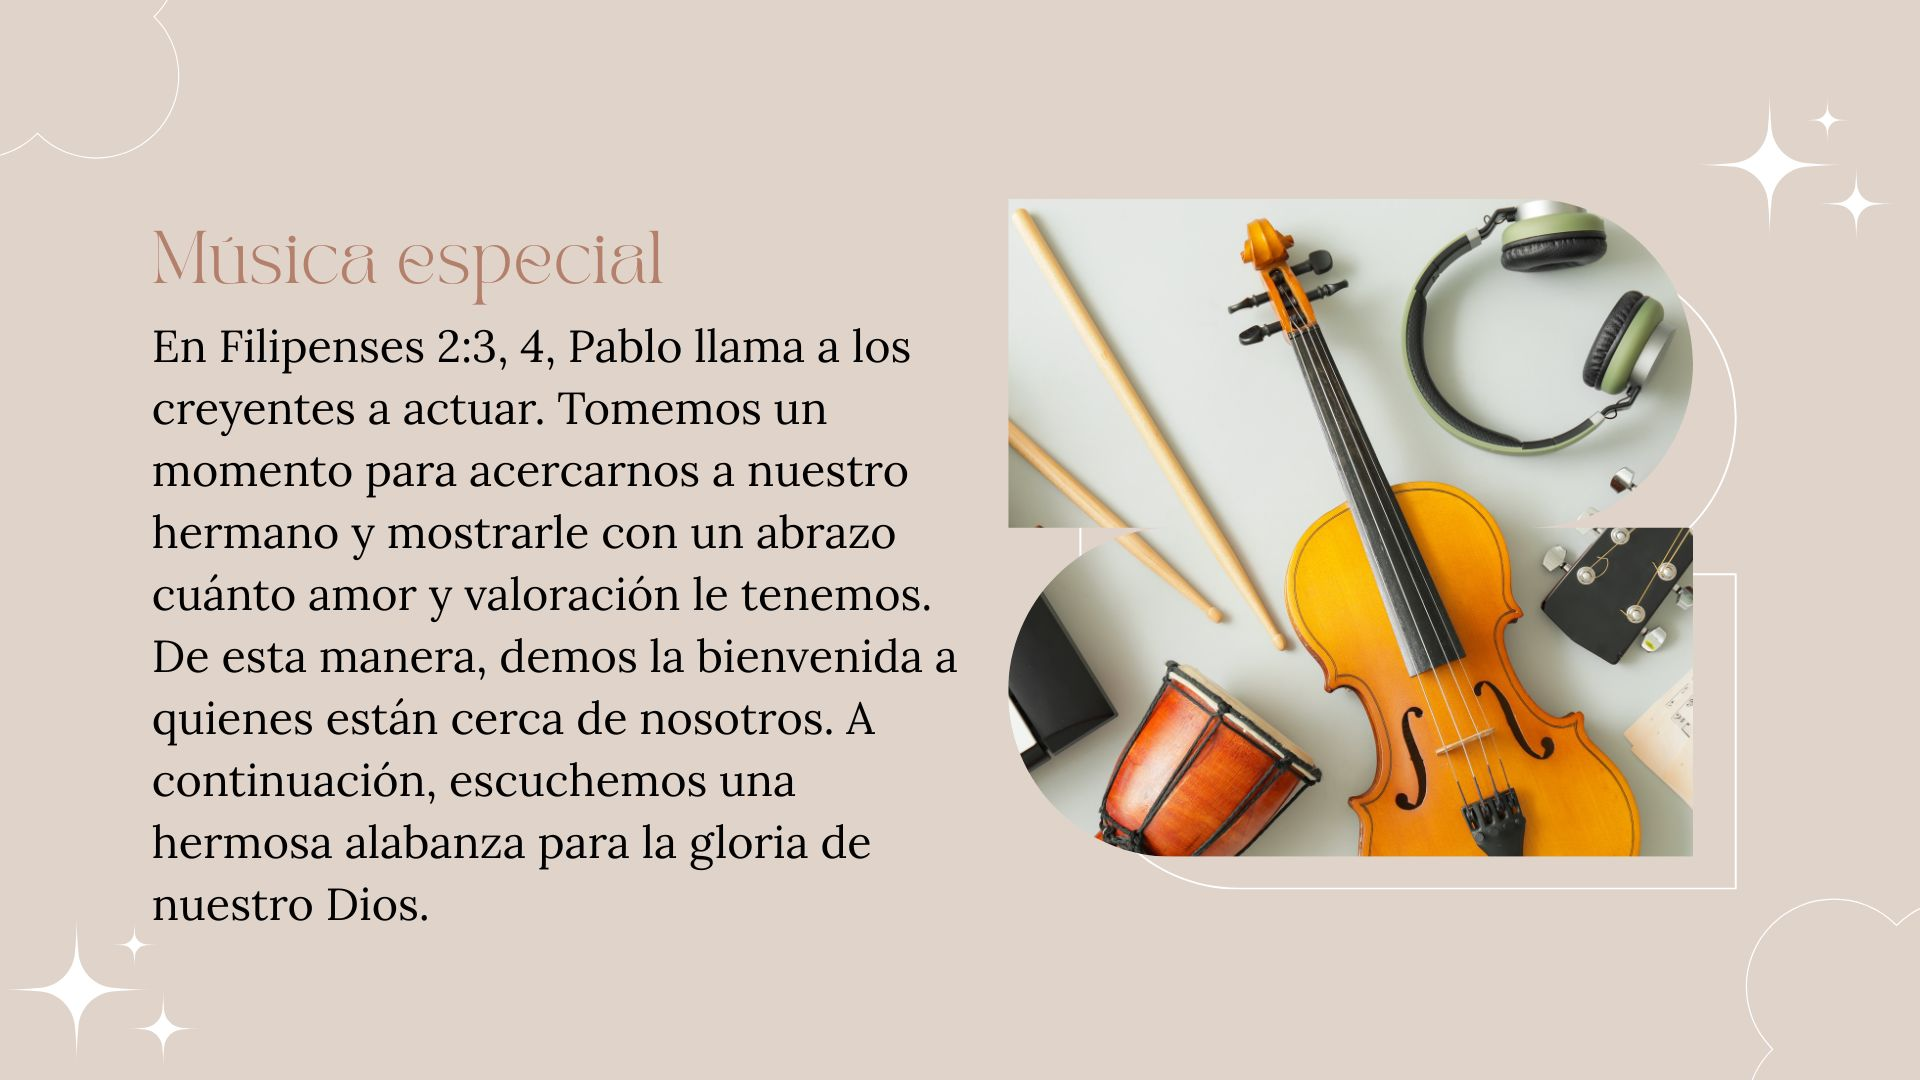 Música especial
En Filipenses 2:3, 4, Pablo llama a los
creyentes a actuar. Tomemos un
momento para acercarnos a nuestro
hermano y mostrarle con un abrazo
cuánto amor y valoración le tenemos.
De esta manera, demos la bienvenida a
quienes están cerca de nosotros. A
continuación, escuchemos una
hermosa alabanza para la gloria de
nuestro Dios.